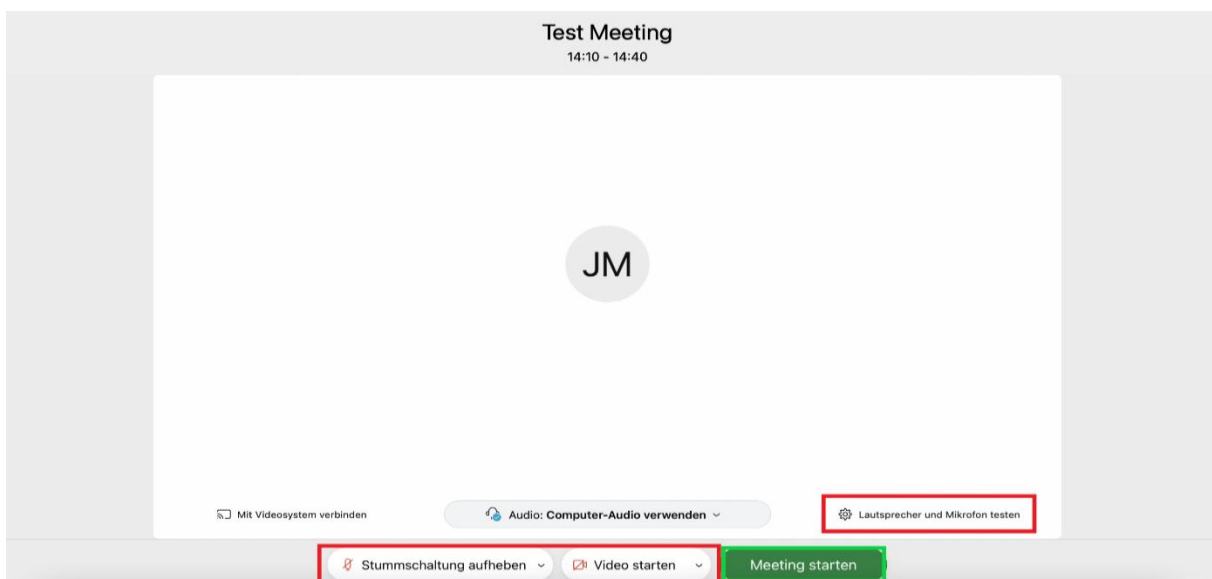 Test Meeting
14:10 - 14:40
JM
Mit Videosystem verbinden
Audio: Computer-Audio verwenden
Lautsprecher und Mikrofon testen
Stummschaltung aufheben
Video starten
Meeting starten